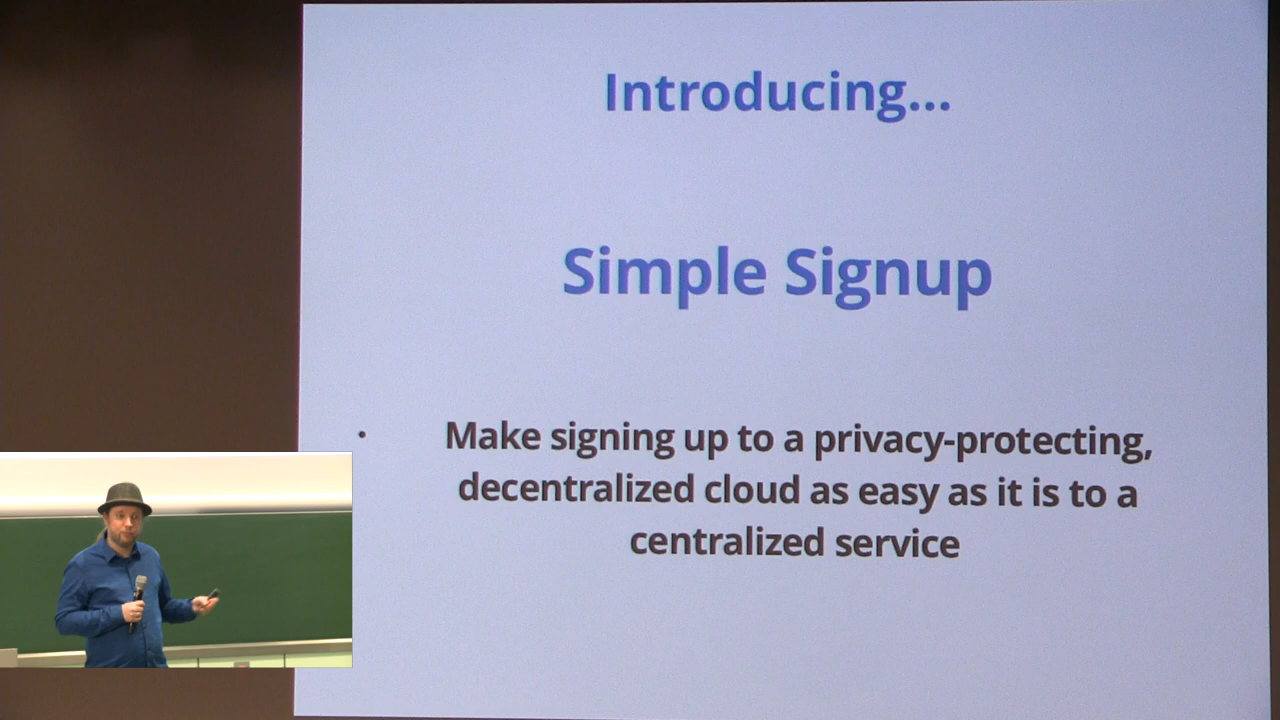 Introducing...
Simple Signup
• Make signing up to a privacy-protecting,
decentralized cloud as easy as it is to a
centralized service